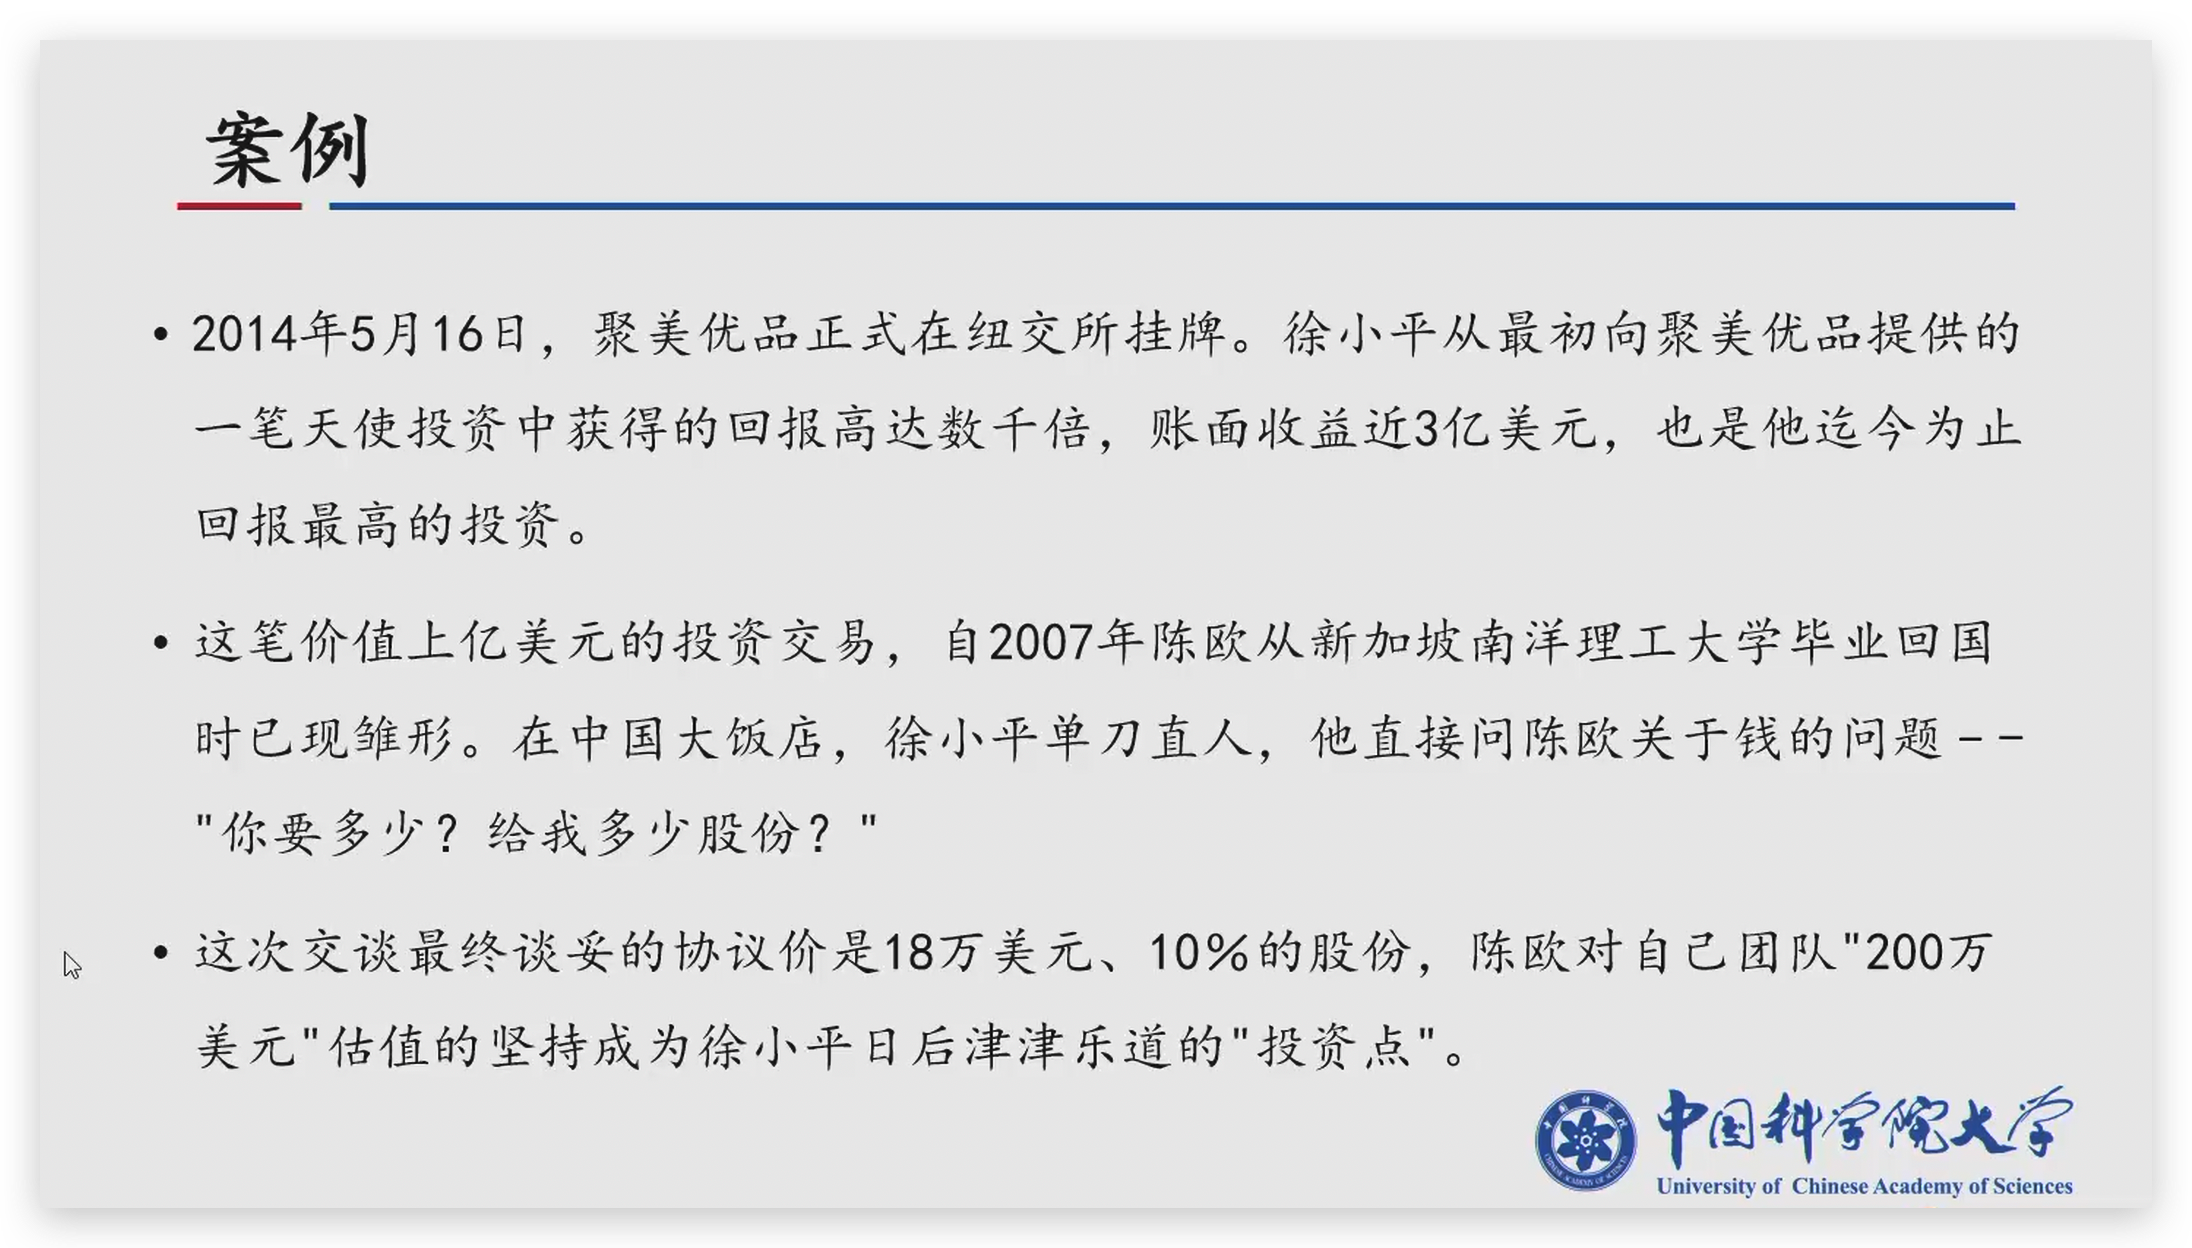 案例
• 2014年5月16日，聚美优品正式在纽交所挂牌。徐小平从最初向聚美优品提供的
一笔天使投资中获得的回报高达数千倍，账面收益近3亿美元，也是他迄今为止
回报最高的投资。
• 这笔价值上亿美元的投资交易，自2007年陈欧从新加坡南洋理工大学毕业回国
时已现雏形。在中国大饭店，徐小平单刀直人，他直接问陈欧关于钱的问题--
"你要多少？给我多少股份？"
• 这次交谈最终谈妥的协议价是18万美元、10%的股份，陈欧对自己团队"200万
美元"估值的坚持成为徐小平日后津津乐道的"投资点"。
中国科学院大学
University of Chinese Academy of Sciences